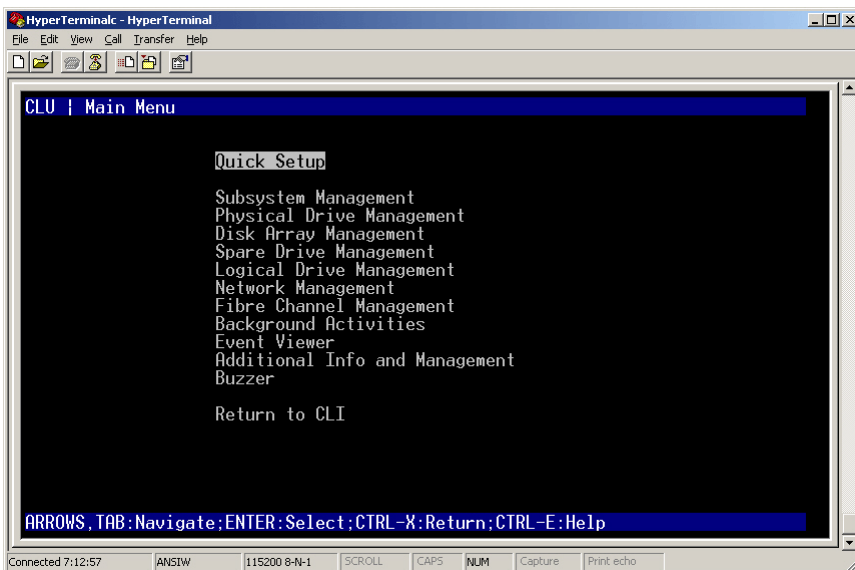 HyperTerminalc - HyperTerminal
File Edit View Call Transfer Help
CLU | Main Menu
Quick Setup
Subsystem Management
Physical Drive Management
Disk Array Management
Spare Drive Management
Logical Drive Management
Network Management
Fibre Channel Management
Background Activities
Event Viewer
Additional Info and Management
Buzzer
Return to CLI
ARROWS,TAB:Navigate;ENTER:Select;CTRL-X:Return;CTRL-E:Help
Connected 7:12:57 ANSIW 115200 8-N-1 SCROLL CAPS NUM Capture Print echo